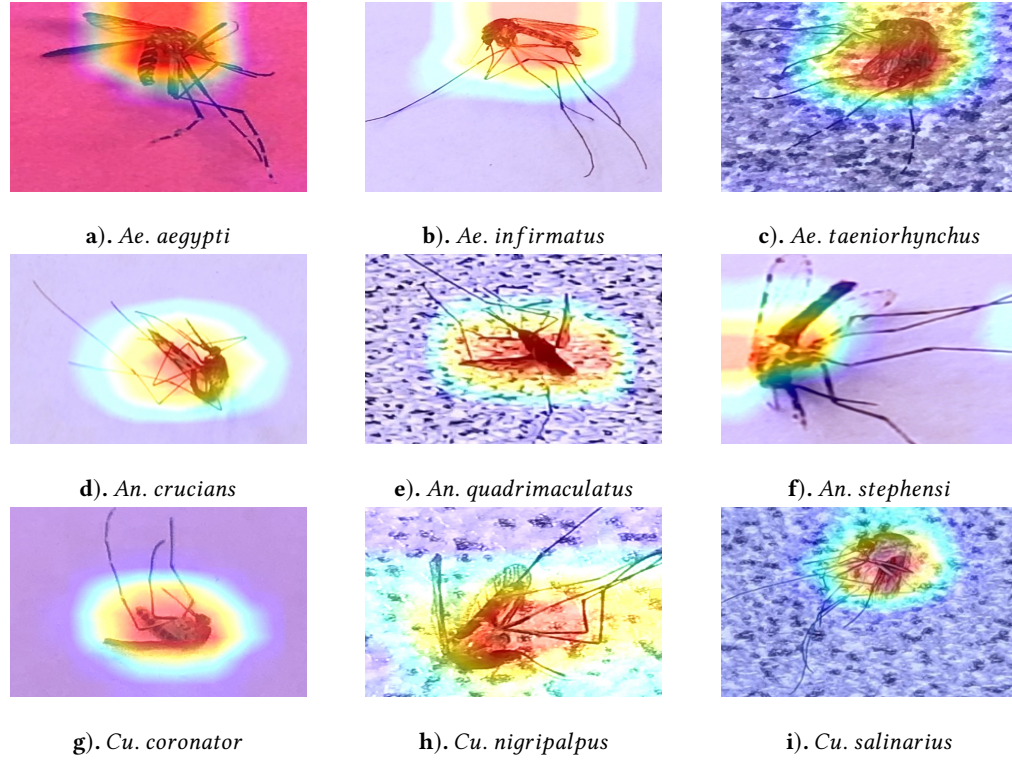 a). Ae. aegypti
b). Ae. infirmatus
c). Ae. taeniorhynchus
d). An. crucians
e). An. quadrimaculatus
f). An. stephensi
g). Cu. coronator
h). Cu. nigripalpus
i). Cu. salinarius